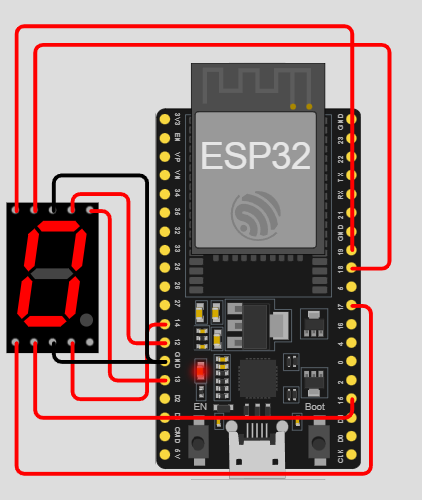 ESP32
3V3
EN
VP
VN
34
35
32
33
25
26
27
14
12
GND
13
D2
CMD
5V
GND
23
22
TX
RX
21
GND
19
18
5
17
16
4
0
2
15
D0
CLK
EN
Boot